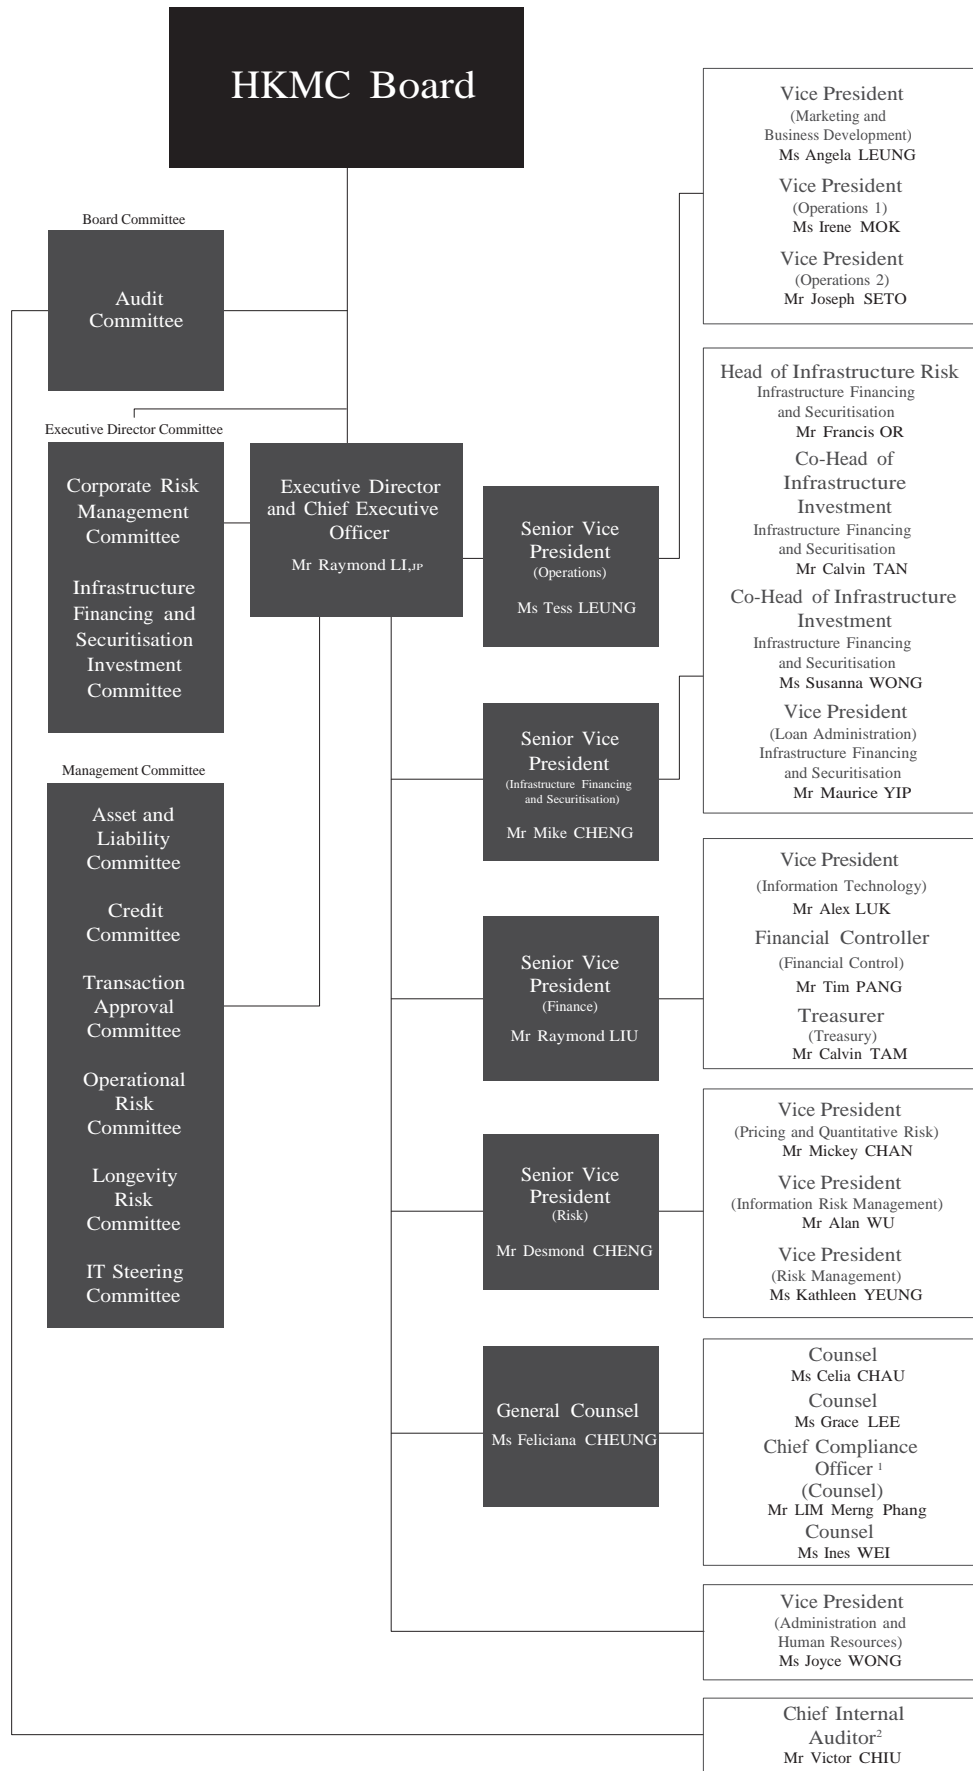 HKMC Board
Board Committee
Audit
Committee
Executive Director Committee
Corporate Risk
Management
Committee
Infrastructure
Financing and
Securitisation
Investment
Committee
Management Committee
Asset and
Liability
Committee
Credit
Committee
Transaction
Approval
Committee
Operational
Risk
Committee
Longevity
Risk
Committee
IT Steering
Committee
Executive Director
and Chief Executive
Officer
Mr Raymond LI,JP
Senior Vice
President
(Operations)
Ms Tess LEUNG
Senior Vice
President
(Infrastructure Financing
and Securitisation)
Mr Mike CHENG
Senior Vice
President
(Finance)
Mr Raymond LIU
Senior Vice
President
(Risk)
Mr Desmond CHENG
General Counsel
Ms Feliciana CHEUNG
Vice President
(Marketing and
Business Development)
Ms Angela LEUNG
Vice President
(Operations 1)
Ms Irene MOK
Vice President
(Operations 2)
Mr Joseph SETO
Head of Infrastructure Risk
Infrastructure Financing
and Securitisation
Mr Francis OR
Co-Head of
Infrastructure
Investment
Infrastructure Financing
and Securitisation
Mr Calvin TAN
Co-Head of Infrastructure
Investment
Infrastructure Financing
and Securitisation
Ms Susanna WONG
Vice President
(Loan Administration)
Infrastructure Financing
and Securitisation
Mr Maurice YIP
Vice President
(Information Technology)
Mr Alex LUK
Financial Controller
(Financial Control)
Mr Tim PANG
Treasurer
(Treasury)
Mr Calvin TAM
Vice President
(Pricing and Quantitative Risk)
Mr Mickey CHAN
Vice President
(Information Risk Management)
Mr Alan WU
Vice President
(Risk Management)
Ms Kathleen YEUNG
Counsel
Ms Celia CHAU
Counsel
Ms Grace LEE
Chief Compliance
Officer ¹
(Counsel)
Mr LIM Merng Phang
Counsel
Ms Ines WEI
Vice President
(Administration and
Human Resources)
Ms Joyce WONG
Chief Internal
Auditor²
Mr Victor CHIU